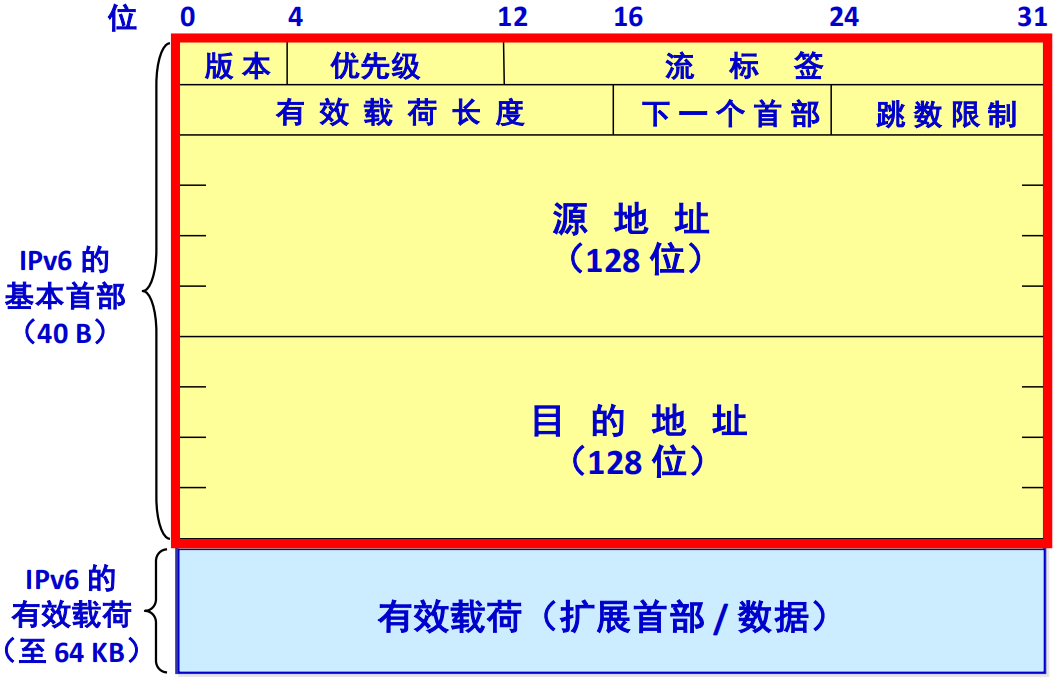 位 0 4 12 16 24 31
版本 优先级 流标签
有效载荷长度 下一个首部 跳数限制
源地址
（128 位）
IPv6 的
基本首部
（40 B）
目的地址
（128 位）
IPv6 的
有效载荷
（至 64 KB）
有效载荷（扩展首部 / 数据）